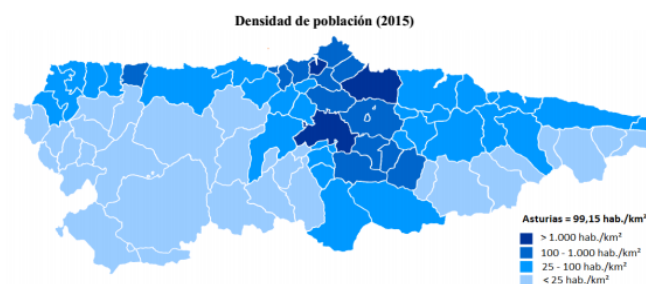 Densidad de población (2015)
Asturias = 99,15 hab./km²
> 1.000 hab./km²
100 - 1.000 hab./km²
25 - 100 hab./km²
< 25 hab./km²